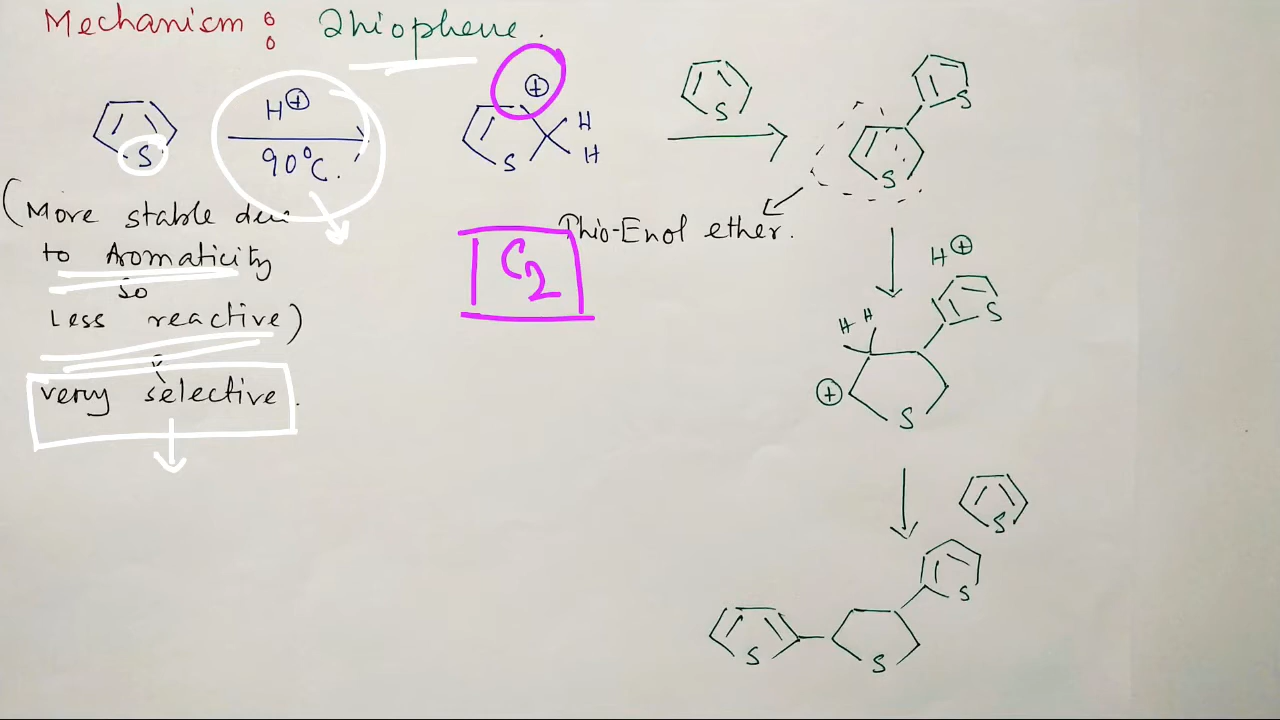 Mechanism : Thiophene.
H⊕
90°C.
S
⊕
H
H
S
S
S
S
(More stable due
to Aromaticity
so
Less reactive)
very selective.
Thio-Enol ether.
C2
H⊕
S
H H
⊕
S
S
S
S
S